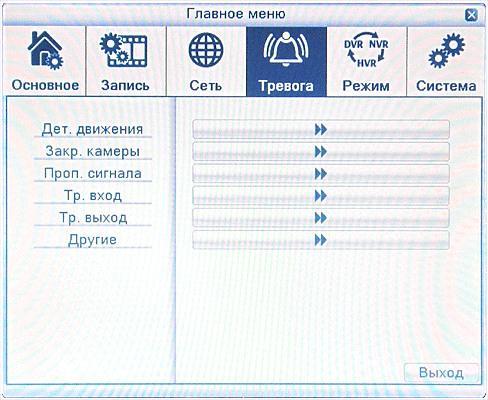 Главное меню
Основное Запись Сеть Тревога DVR NVR HVR Режим Система
Дет. движения
Закр. камеры
Проп. сигнала
Тр. вход
Тр. выход
Другие
Выход